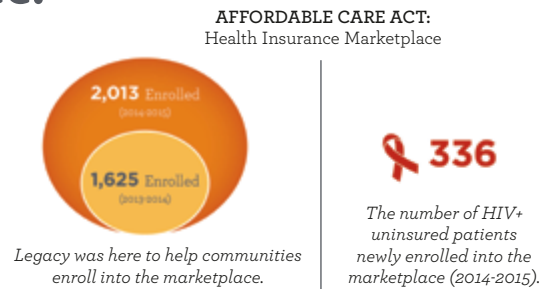 AFFORDABLE CARE ACT:
Health Insurance Marketplace
2,013 Enrolled
(2014-2015)
1,625 Enrolled
(2013-2014)
Legacy was here to help communities
enroll into the marketplace.
336
The number of HIV+
uninsured patients
newly enrolled into the
marketplace (2014-2015).